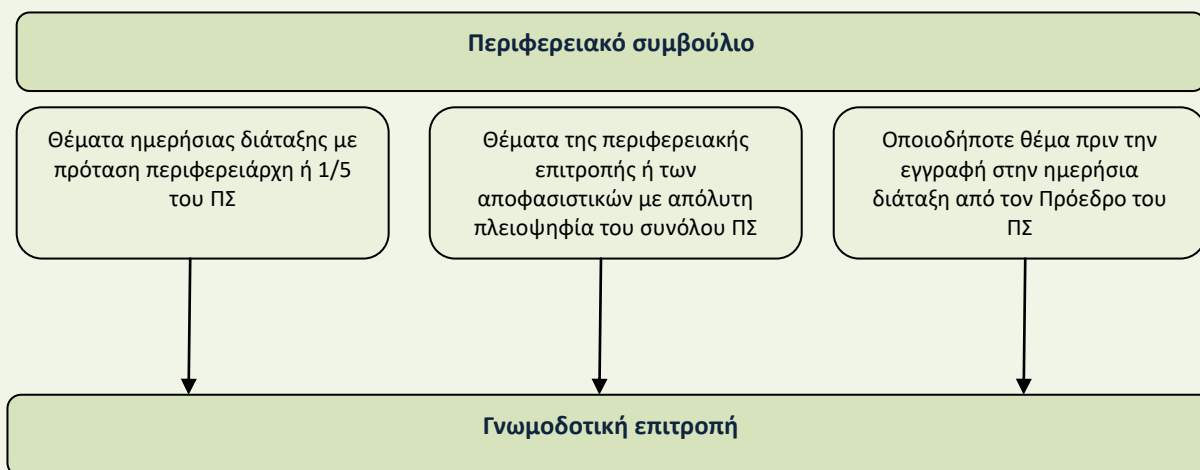 Περιφερειακό συμβούλιο
Θέματα ημερήσιας διάταξης με
πρόταση περιφερειάρχη ή 1/5
του ΠΣ
Θέματα της περιφερειακής
επιτροπής ή των
αποφασιστικών με απόλυτη
πλειοψηφία του συνόλου ΠΣ
Οποιοδήποτε θέμα πριν την
εγγραφή στην ημερήσια
διάταξη από τον Πρόεδρο του
ΠΣ
Γνωμοδοτική επιτροπή